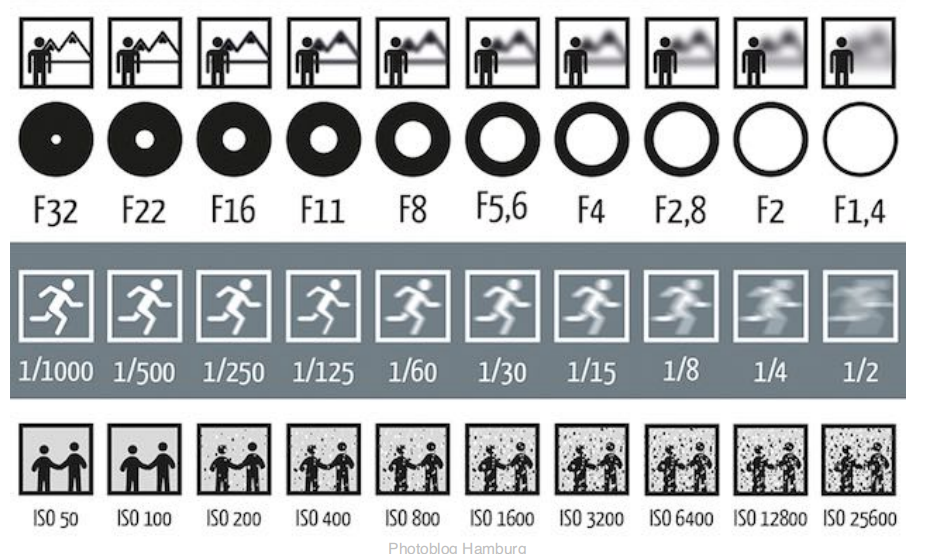 F32 F22 F16 F11 F8 F5,6 F4 F2,8 F2 F1,4
1/1000 1/500 1/250 1/125 1/60 1/30 1/15 1/8 1/4 1/2
ISO 50 ISO 100 ISO 200 ISO 400 ISO 800 ISO 1600 ISO 3200 ISO 6400 ISO 12800 ISO 25600
Photoblog Hamburg